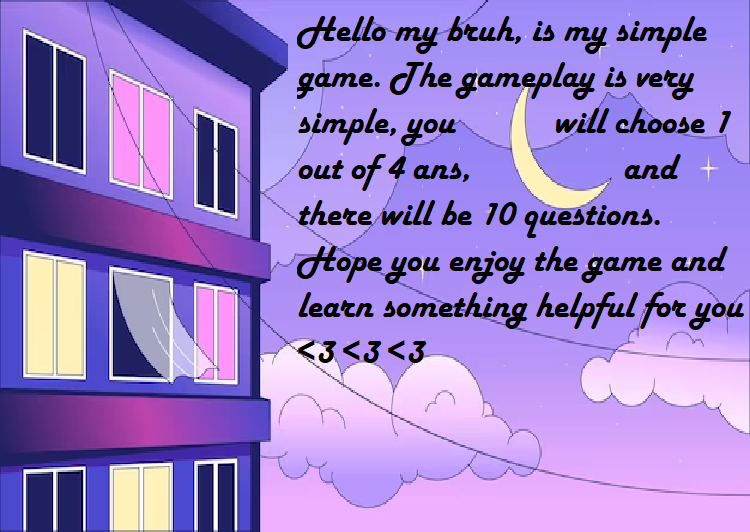 Hello my bruh, is my simple
game. The gameplay is very
simple, you will choose 1
out of 4 ans, and
there will be 10 questions.
Hope you enjoy the game and
learn something helpful for you
<3 <3 <3